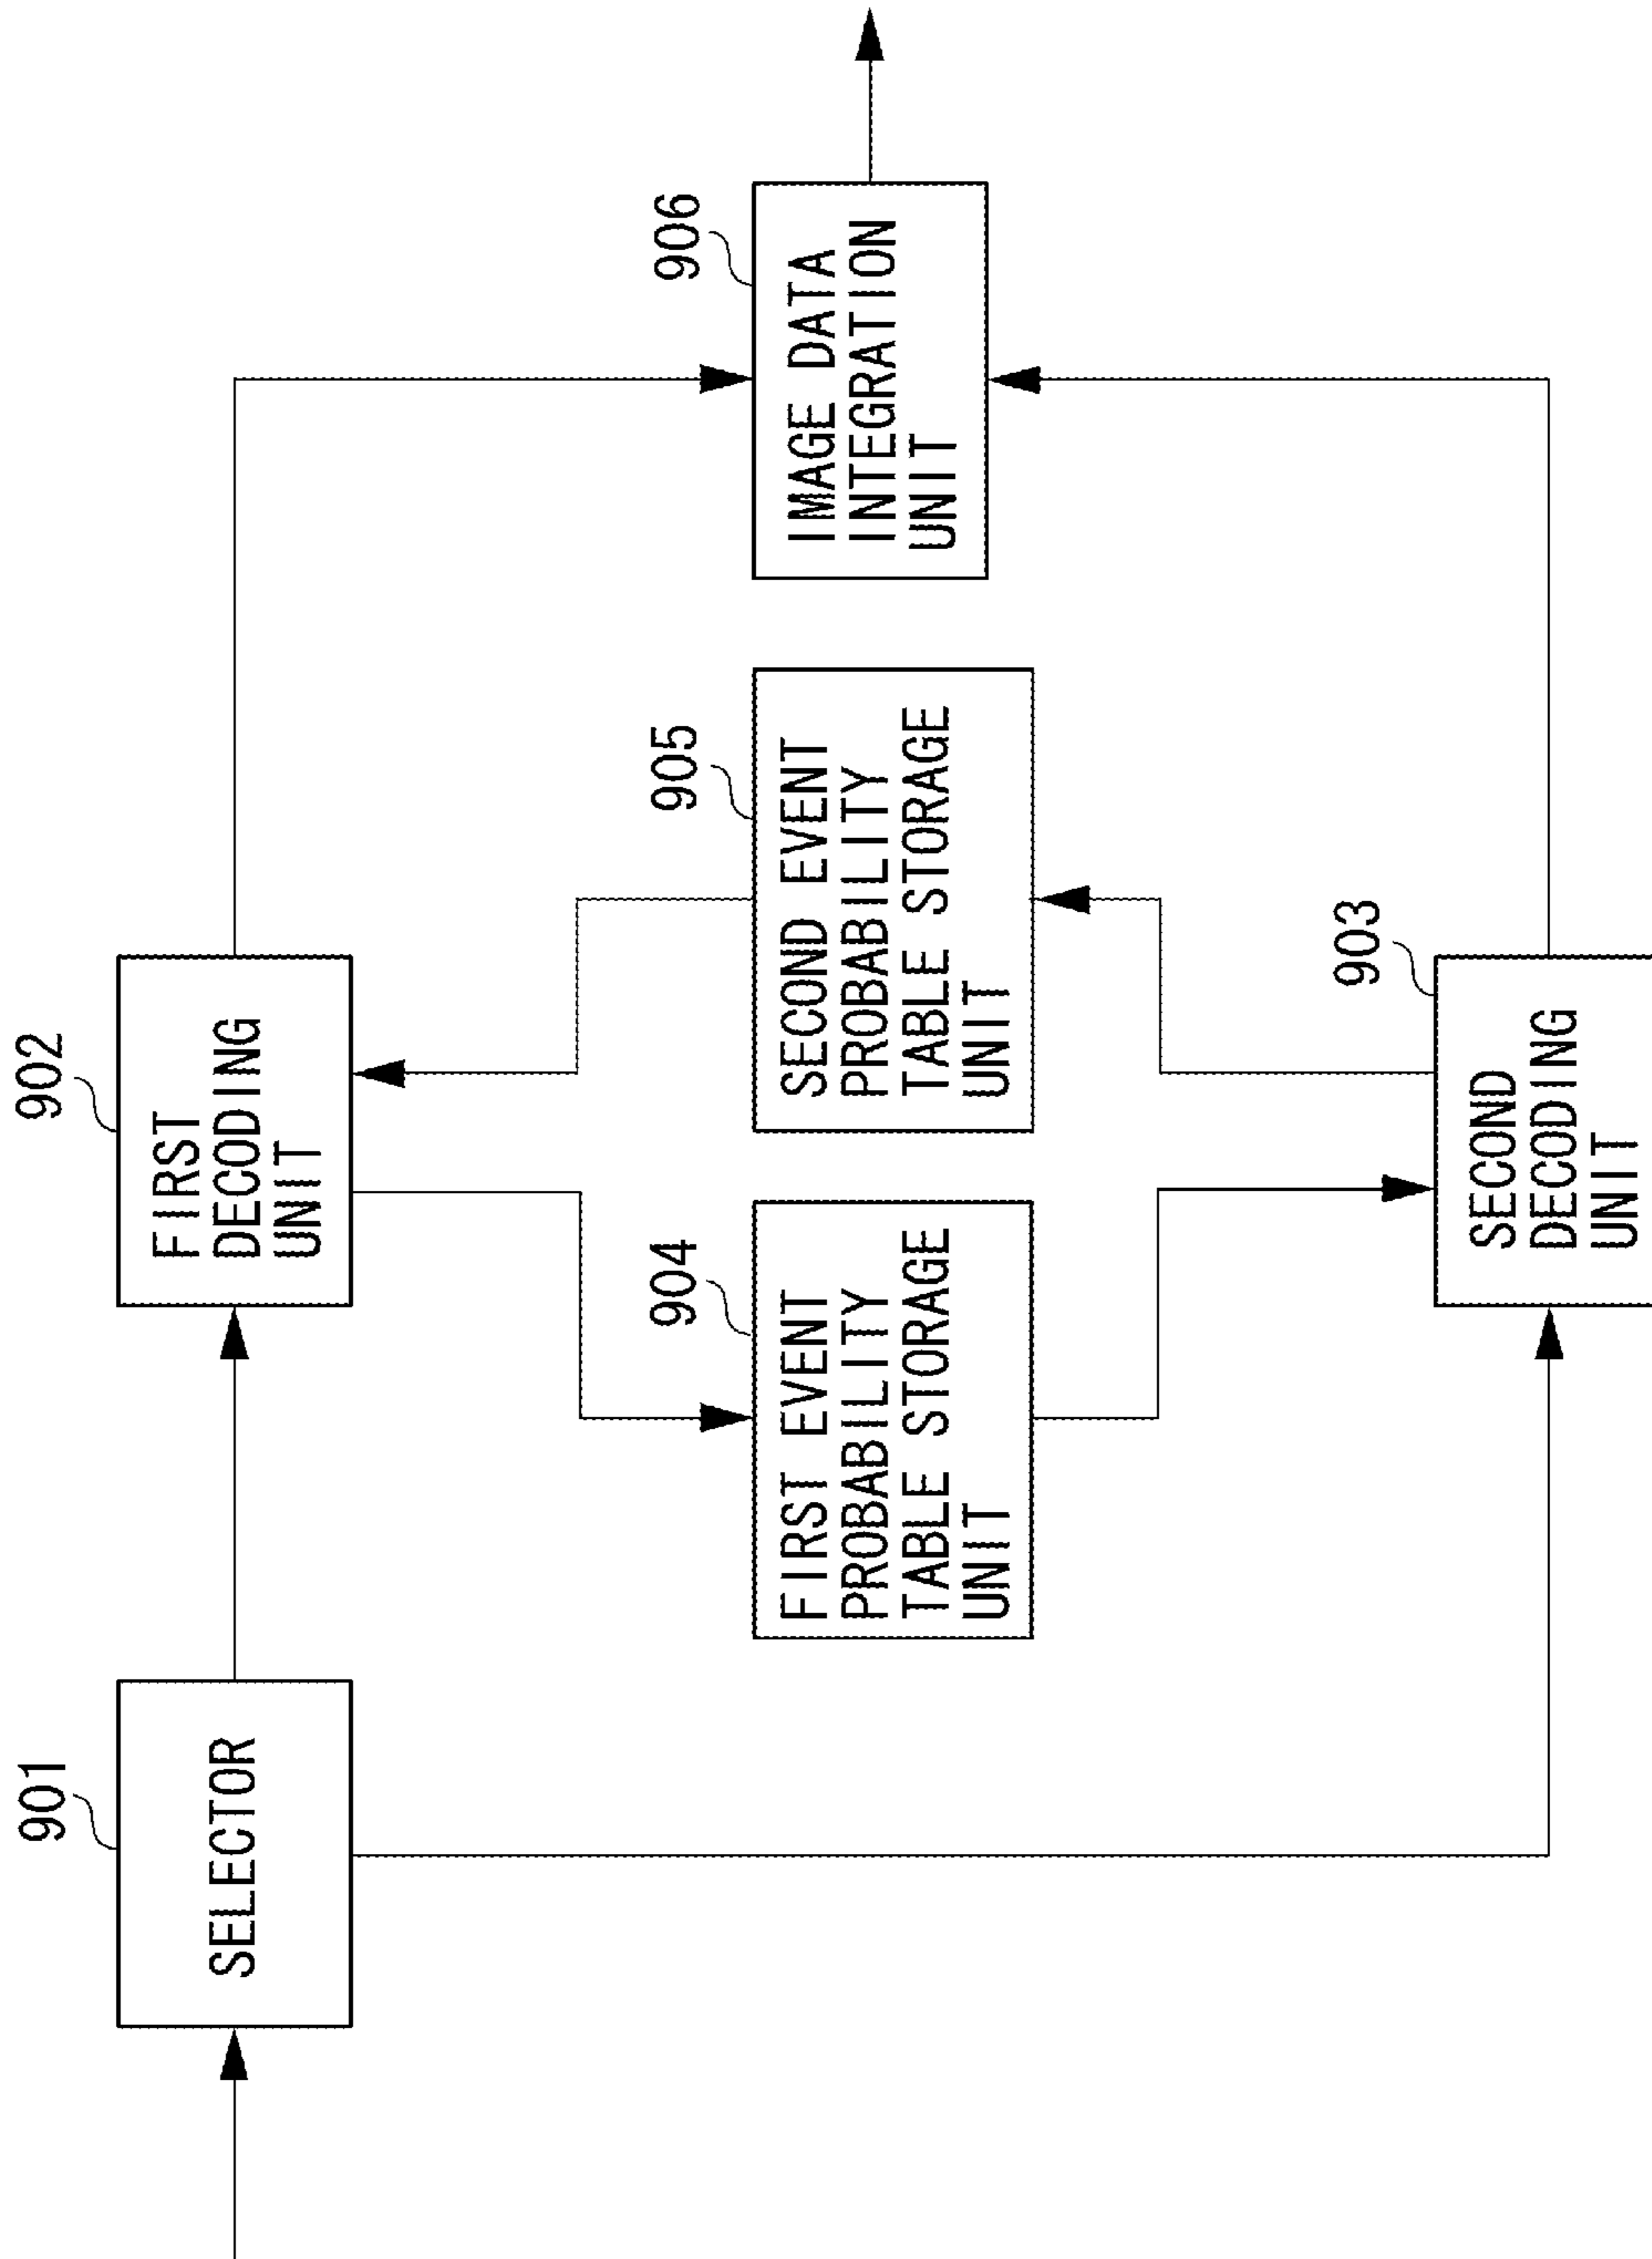 901
SELECTOR
902
FIRST
DECODING
UNIT
904
FIRST EVENT
PROBABILITY
TABLE STORAGE
UNIT
905
SECOND EVENT
PROBABILITY
TABLE STORAGE
UNIT
903
SECOND
DECODING
UNIT
906
IMAGE DATA
INTEGRATION
UNIT